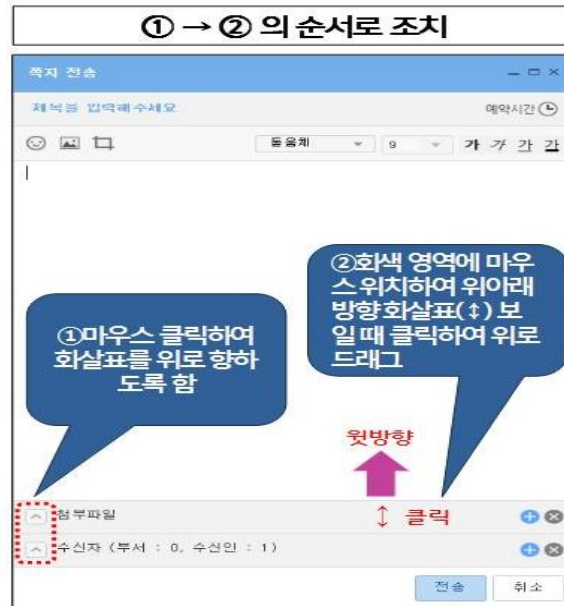 ① → ② 의 순서로 조치
쪽지 전송
제목을 입력해주세요
예약시간
돋움체 9 가 가 가 가
②회색 영역에 마우
스 위치하여 위아래
방향 화살표(↕) 보
일 때 클릭하여 위로
드래그
①마우스 클릭하여
화살표를 위로 향하
도록 함
윗방향
첨부파일
↕ 클릭
수신자 (부서 : 0, 수신인 : 1)
전송 취소